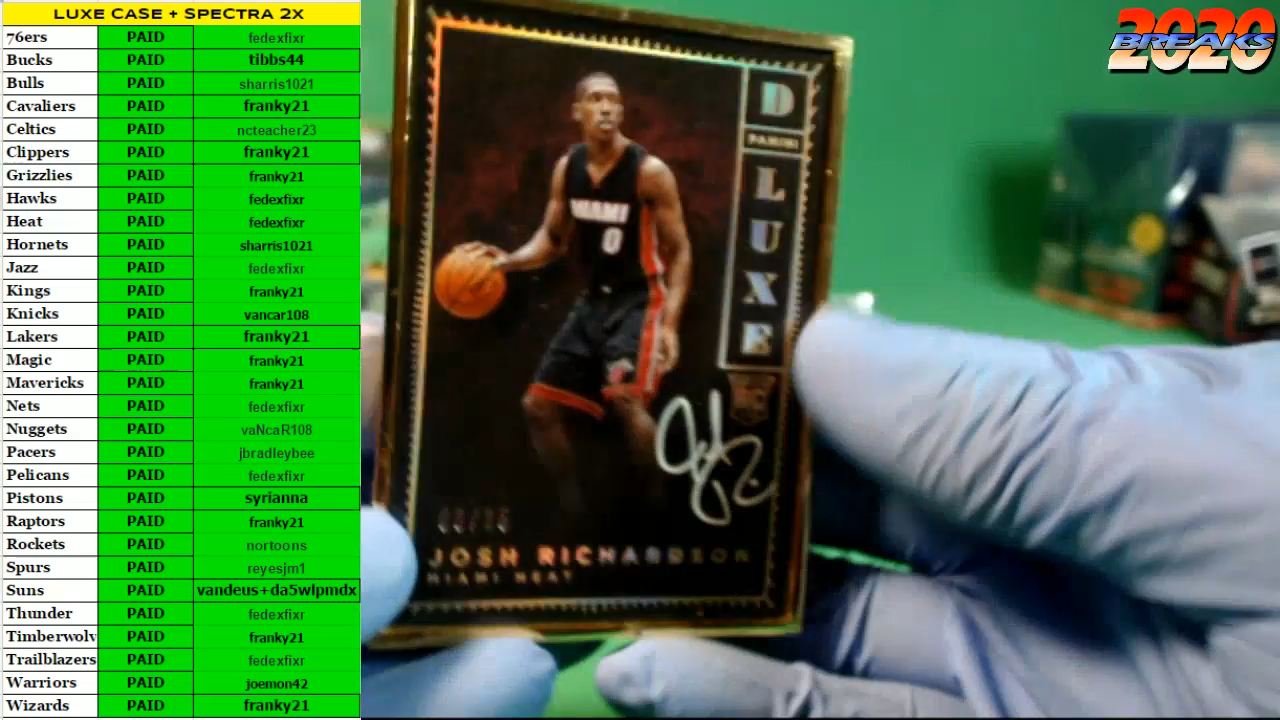 LUXE CASE + SPECTRA 2X
76ers PAID fedexfixr
Bucks PAID tibbs44
Bulls PAID sharris1021
Cavaliers PAID franky21
Celtics PAID ncteacher23
Clippers PAID franky21
Grizzlies PAID franky21
Hawks PAID fedexfixr
Heat PAID fedexfixr
Hornets PAID sharris1021
Jazz PAID fedexfixr
Kings PAID franky21
Knicks PAID vancar108
Lakers PAID franky21
Magic PAID franky21
Mavericks PAID franky21
Nets PAID fedexfixr
Nuggets PAID vaNcaR108
Pacers PAID jbradleybee
Pelicans PAID fedexfixr
Pistons PAID syrianna
Raptors PAID franky21
Rockets PAID nortoons
Spurs PAID reyesjm1
Suns PAID vandeus+da5wlpmdx
Thunder PAID fedexfixr
Timberwolv PAID franky21
Trailblazers PAID fedexfixr
Warriors PAID joemon42
Wizards PAID franky21
2020
BREAKS
D
PANINI
L
U
X
E
MIAMI
0
JOSH RICHARDSON
MIAMI HEAT